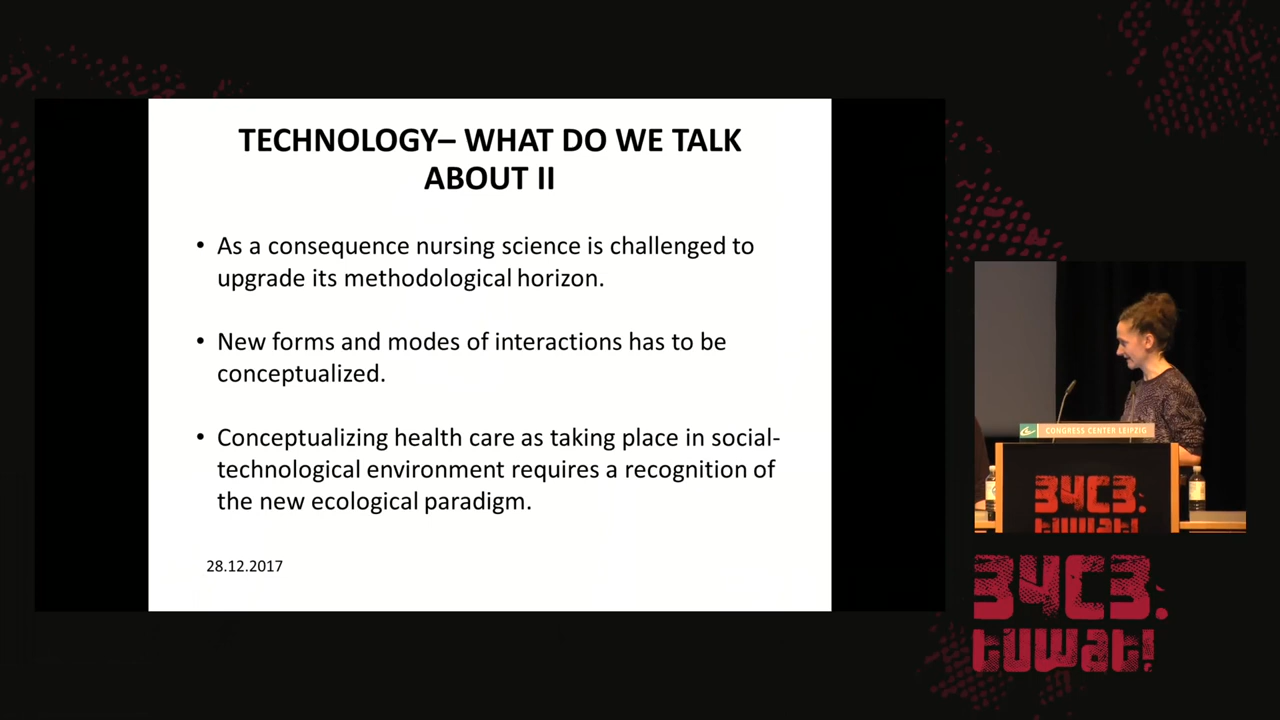 TECHNOLOGY– WHAT DO WE TALK
ABOUT II
• As a consequence nursing science is challenged to
upgrade its methodological horizon.
• New forms and modes of interactions has to be
conceptualized.
• Conceptualizing health care as taking place in social-
technological environment requires a recognition of
the new ecological paradigm.
28.12.2017
CONGRESS CENTER LEIPZIG
34C3.
tuwat!
34C3.
tuwat!